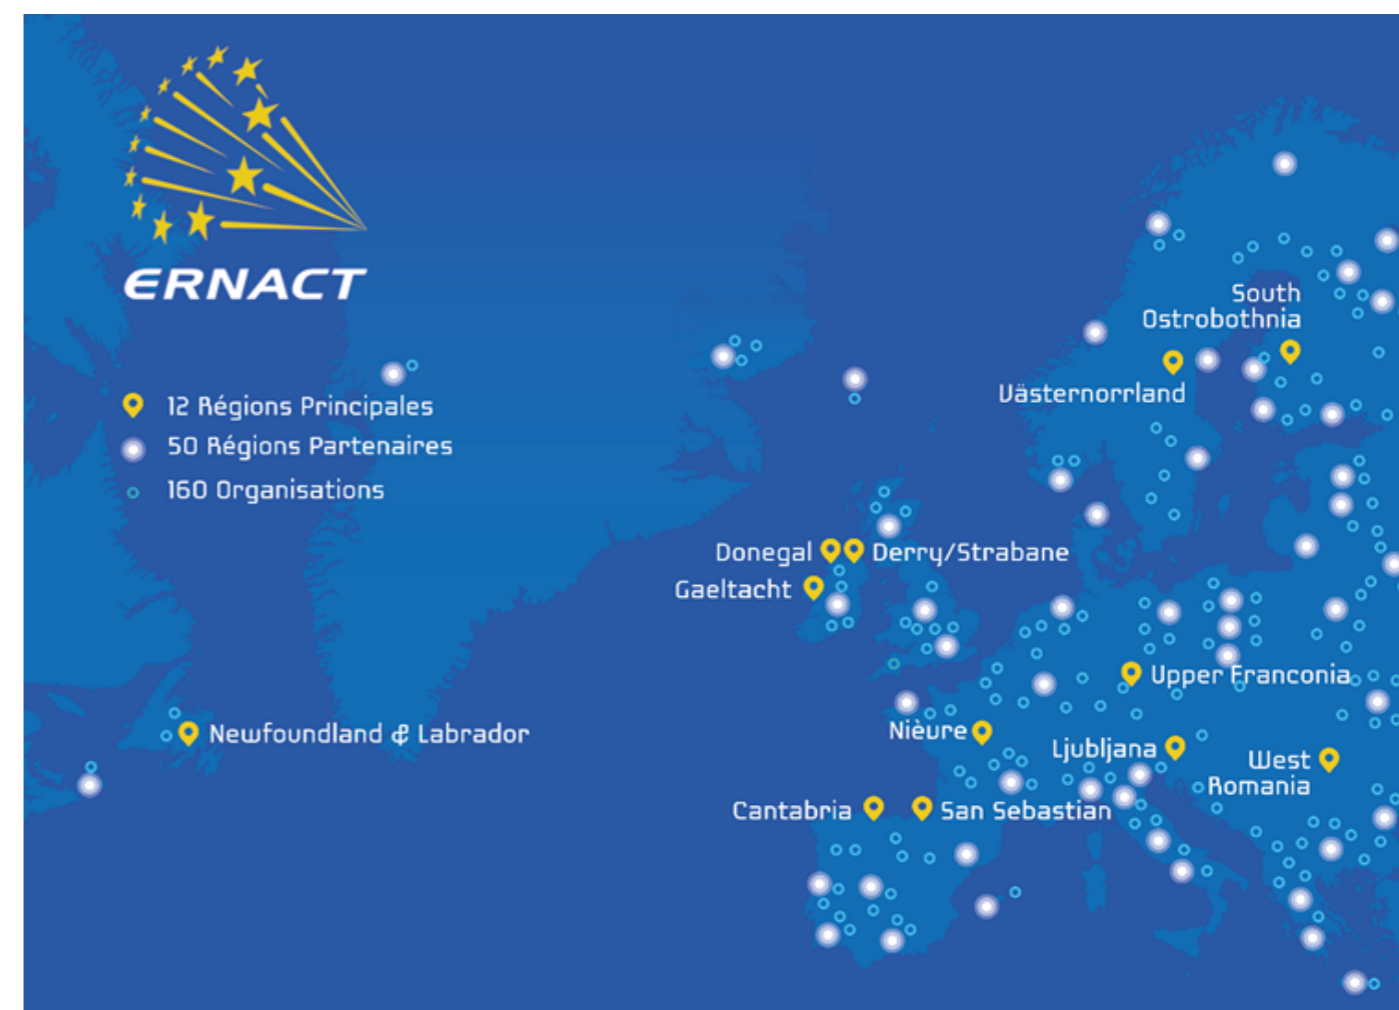 ERNACT
12 Régions Principales
50 Régions Partenaires
160 Organisations
South
Ostrobothnia
Västernorrland
Donegal
Derry/Strabane
Gaeltacht
Upper Franconia
Newfoundland & Labrador
Nièvre
Ljubljana
West
Romania
Cantabria
San Sebastian